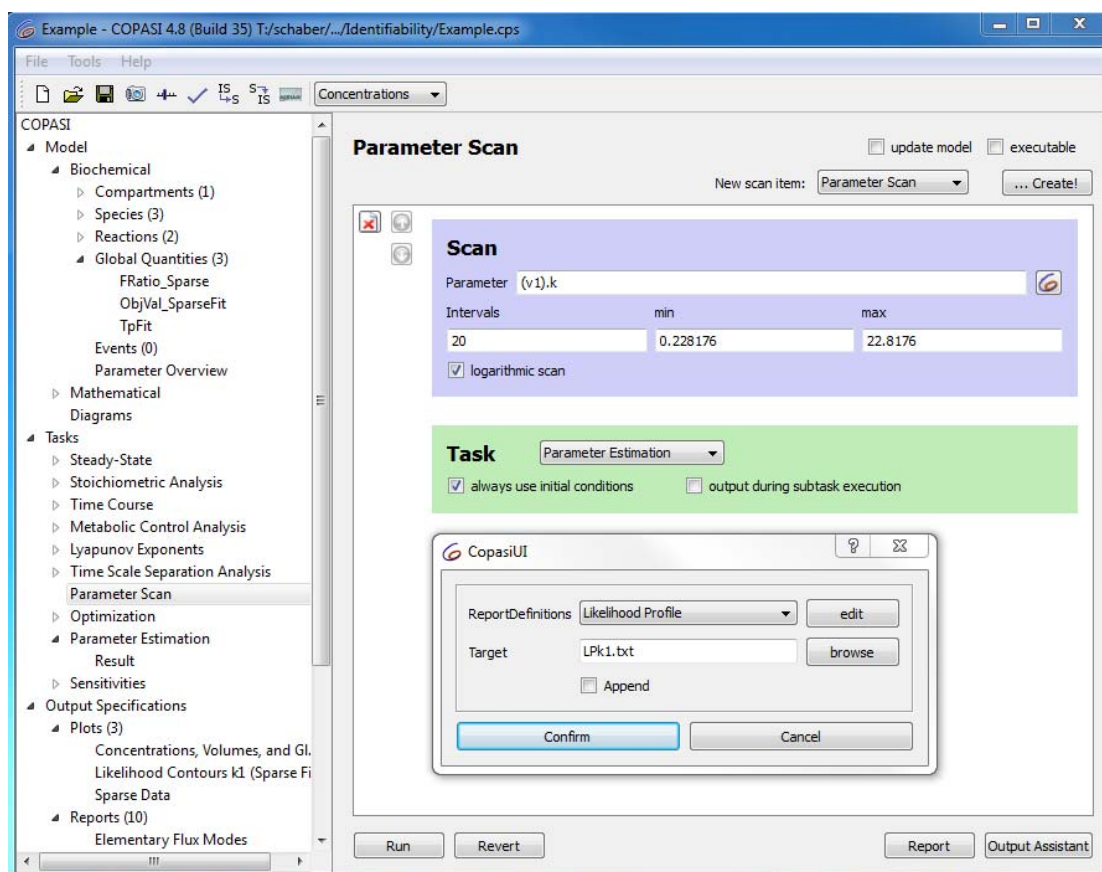 Example - COPASI 4.8 (Build 35) T:/schaber/.../Identifiability/Example.cps
File Tools Help
Concentrations
COPASI
Model
Biochemical
Compartments (1)
Species (3)
Reactions (2)
Global Quantities (3)
FRatio_Sparse
ObjVal_SparseFit
TpFit
Events (0)
Parameter Overview
Mathematical
Diagrams
Tasks
Steady-State
Stoichiometric Analysis
Time Course
Metabolic Control Analysis
Lyapunov Exponents
Time Scale Separation Analysis
Parameter Scan
Optimization
Parameter Estimation
Result
Sensitivities
Output Specifications
Plots (3)
Concentrations, Volumes, and Gl.
Likelihood Contours k1 (Sparse Fi
Sparse Data
Reports (10)
Elementary Flux Modes
Parameter Scan
update model executable
New scan item: Parameter Scan ... Create!
Scan
Parameter (v1).k
Intervals min max
20 0.228176 22.8176
logarithmic scan
Task Parameter Estimation
always use initial conditions output during subtask execution
CopasiUI
ReportDefinitions Likelihood Profile edit
Target LPk1.txt browse
Append
Confirm Cancel
Run Revert Report Output Assistant